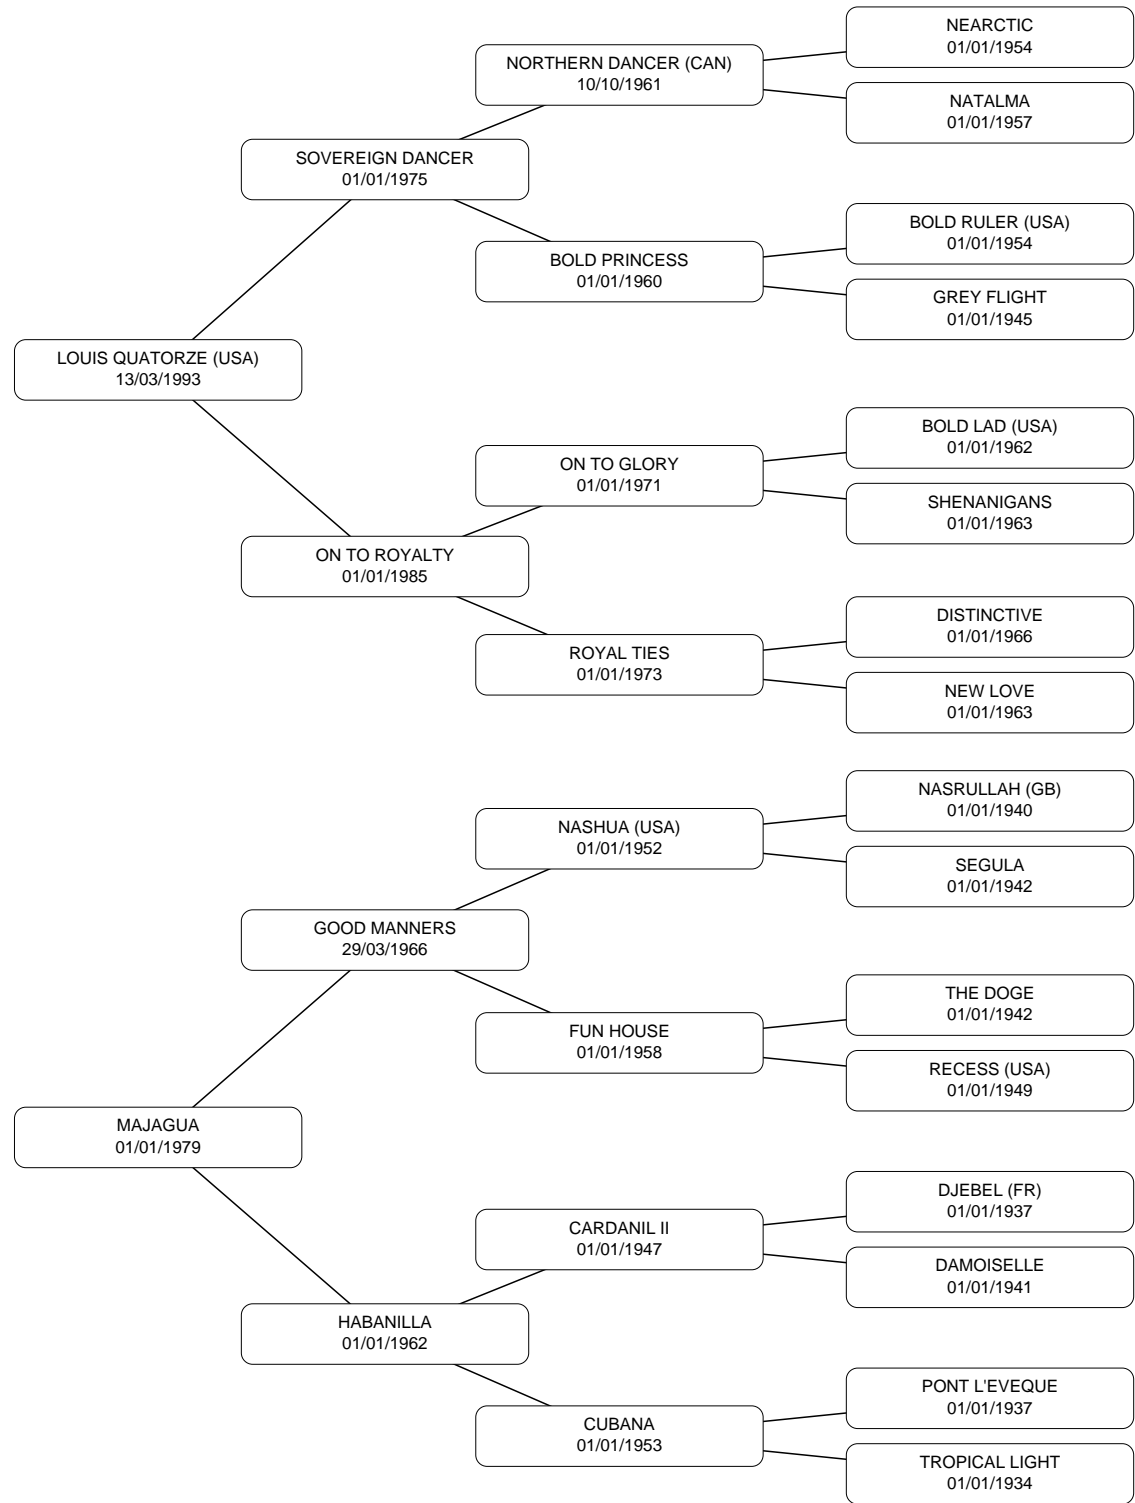 NEARCTIC
01/01/1954
NORTHERN DANCER (CAN)
10/10/1961
NATALMA
01/01/1957
SOVEREIGN DANCER
01/01/1975
BOLD RULER (USA)
01/01/1954
BOLD PRINCESS
01/01/1960
GREY FLIGHT
01/01/1945
LOUIS QUATORZE (USA)
13/03/1993
BOLD LAD (USA)
01/01/1962
ON TO GLORY
01/01/1971
SHENANIGANS
01/01/1963
ON TO ROYALTY
01/01/1985
DISTINCTIVE
01/01/1966
ROYAL TIES
01/01/1973
NEW LOVE
01/01/1963
NASRULLAH (GB)
01/01/1940
NASHUA (USA)
01/01/1952
SEGULA
01/01/1942
GOOD MANNERS
29/03/1966
THE DOGE
01/01/1942
FUN HOUSE
01/01/1958
RECESS (USA)
01/01/1949
MAJAGUA
01/01/1979
DJEBEL (FR)
01/01/1937
CARDANIL II
01/01/1947
DAMOISELLE
01/01/1941
HABANILLA
01/01/1962
PONT L'EVEQUE
01/01/1937
CUBANA
01/01/1953
TROPICAL LIGHT
01/01/1934